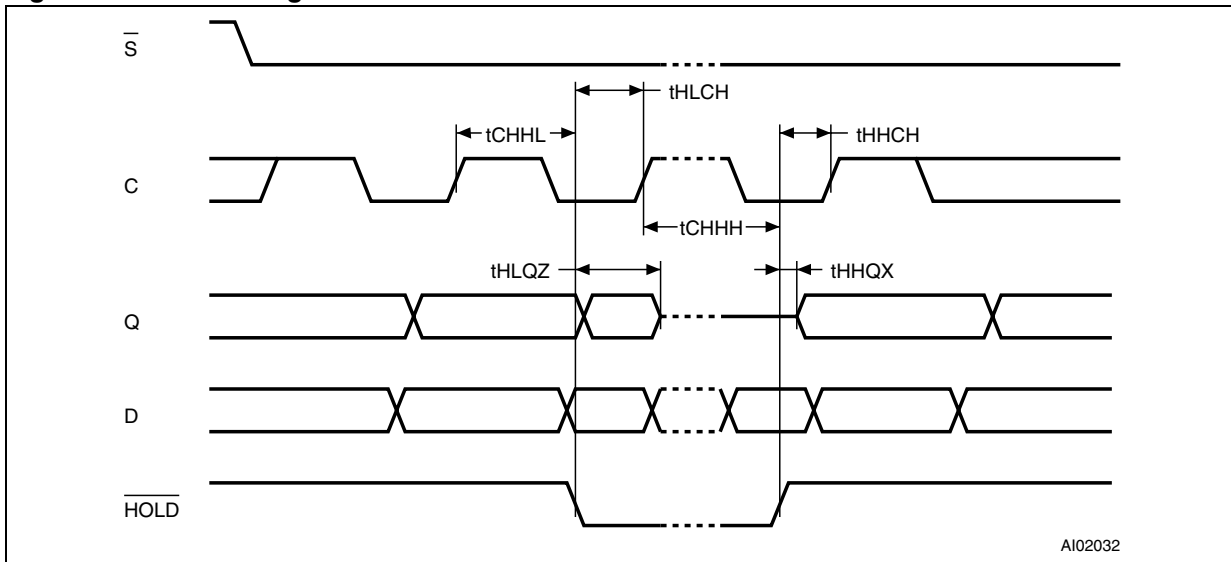 S
tHLCH
tCHHL
tHHCH
C
tCHHH
tHLQZ
tHHQX
Q
D
HOLD
AI02032